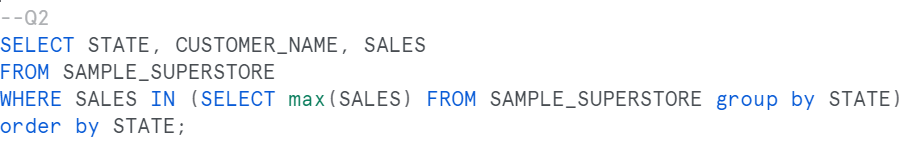 --Q2
SELECT STATE, CUSTOMER_NAME, SALES
FROM SAMPLE_SUPERSTORE
WHERE SALES IN (SELECT max(SALES) FROM SAMPLE_SUPERSTORE group by STATE)
order by STATE;